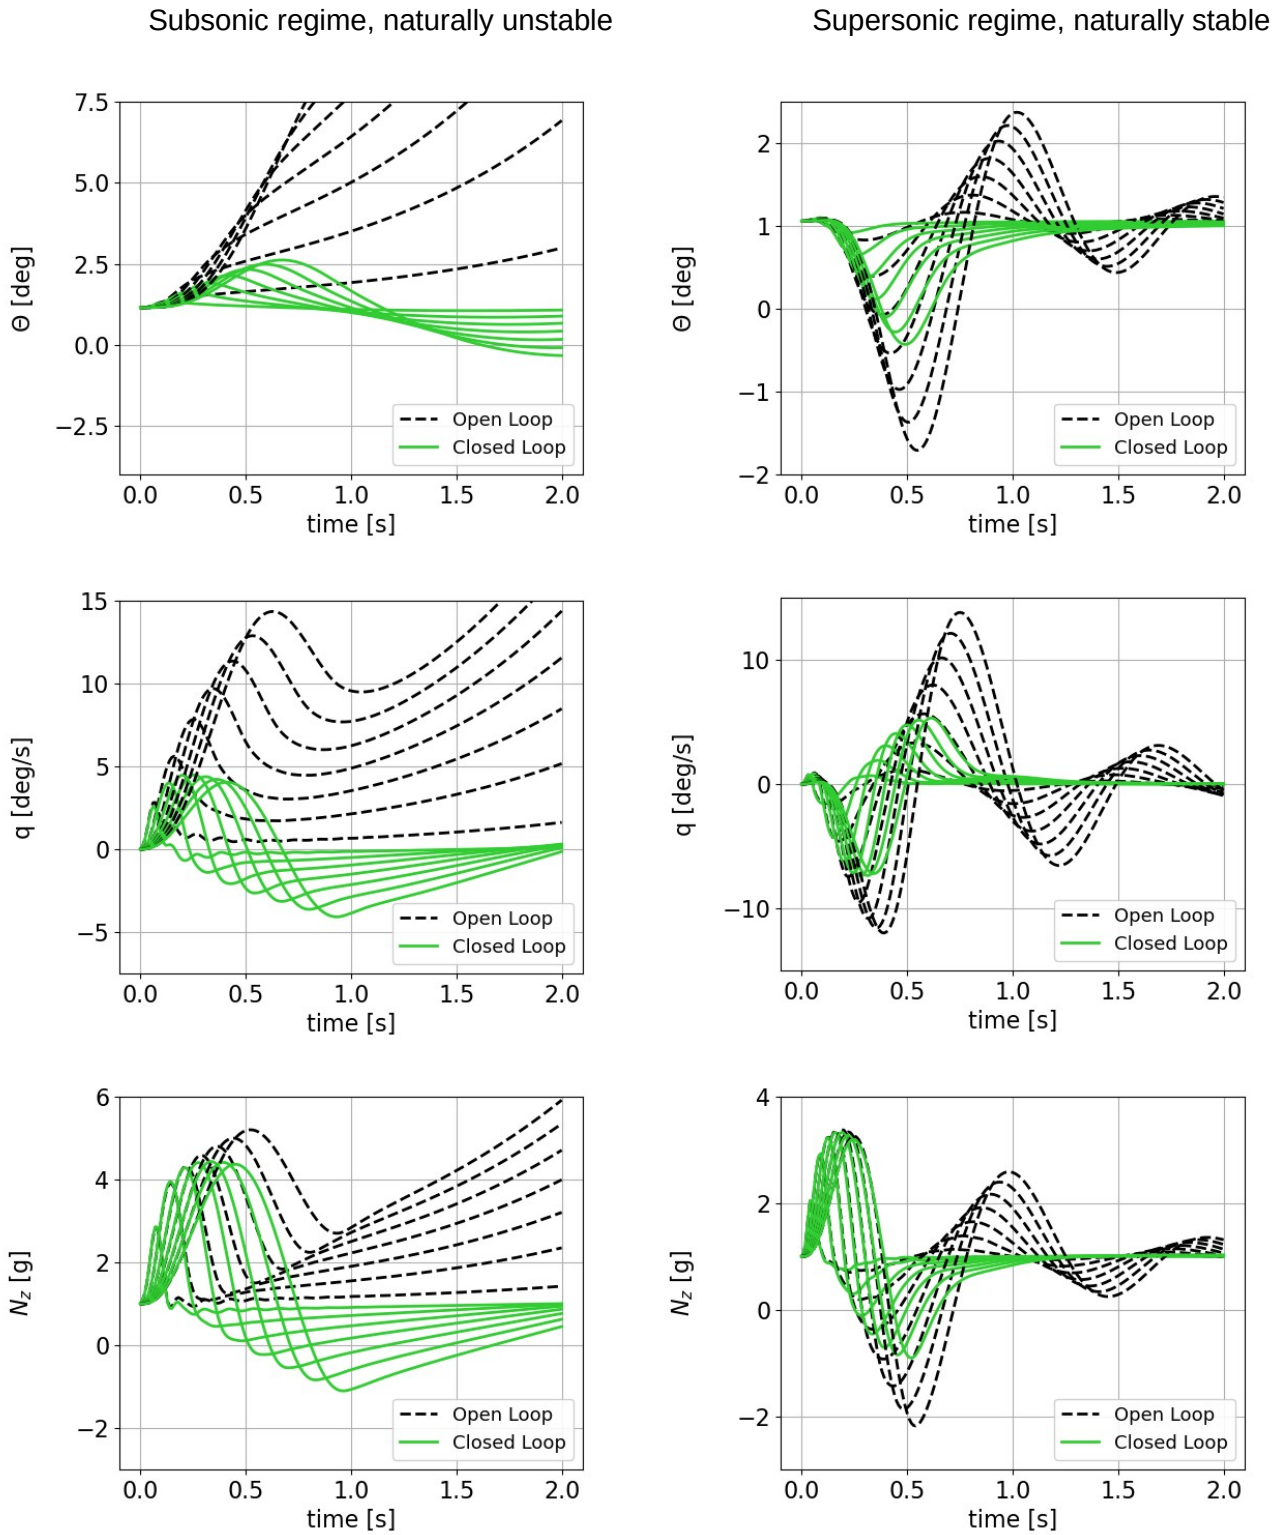 Subsonic regime, naturally unstable
Supersonic regime, naturally stable
7.5
5.0
2.5
0.0
−2.5
Θ [deg]
Open Loop
Closed Loop
0.0 0.5 1.0 1.5 2.0
time [s]
2
1
0
−1
−2
Θ [deg]
Open Loop
Closed Loop
0.0 0.5 1.0 1.5 2.0
time [s]
15
10
5
0
−5
q [deg/s]
Open Loop
Closed Loop
0.0 0.5 1.0 1.5 2.0
time [s]
10
0
−10
q [deg/s]
Open Loop
Closed Loop
0.0 0.5 1.0 1.5 2.0
time [s]
6
4
2
0
−2
N_z [g]
Open Loop
Closed Loop
0.0 0.5 1.0 1.5 2.0
time [s]
4
2
0
−2
N_z [g]
Open Loop
Closed Loop
0.0 0.5 1.0 1.5 2.0
time [s]